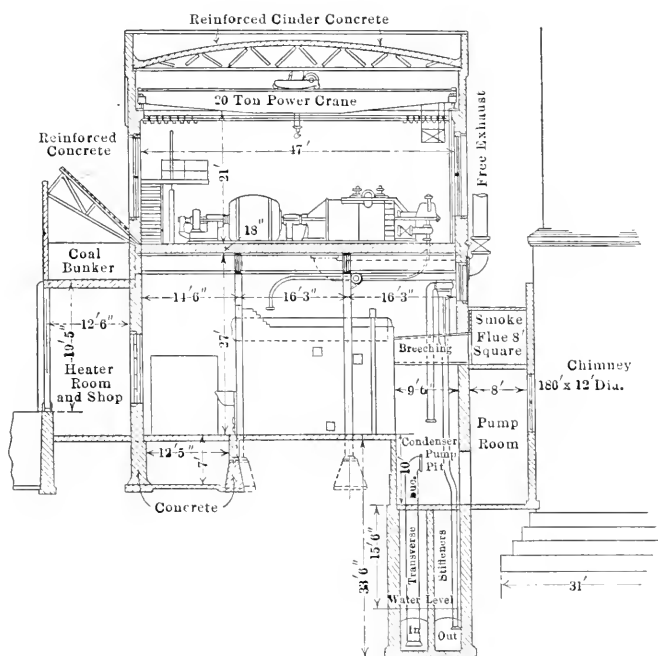 Reinforced Cinder Concrete
20 Ton Power Crane
Reinforced
Concrete
47'
21'
Free Exhaust
18"
Coal
Bunker
14'6"
16'3"
16'3"
12'6"
19'5"
27'
Smoke
Flue 8'
Square
Breeching
Heater
Room
and Shop
9'6"
8'
Chimney
180' x 12' Dia.
Pump
Room
12'5"
7'
10'
Condenser
Pump
Pit
Concrete
15'6"
33'6"
Transverse
Stiffeners
Water Level
In
Out
31'